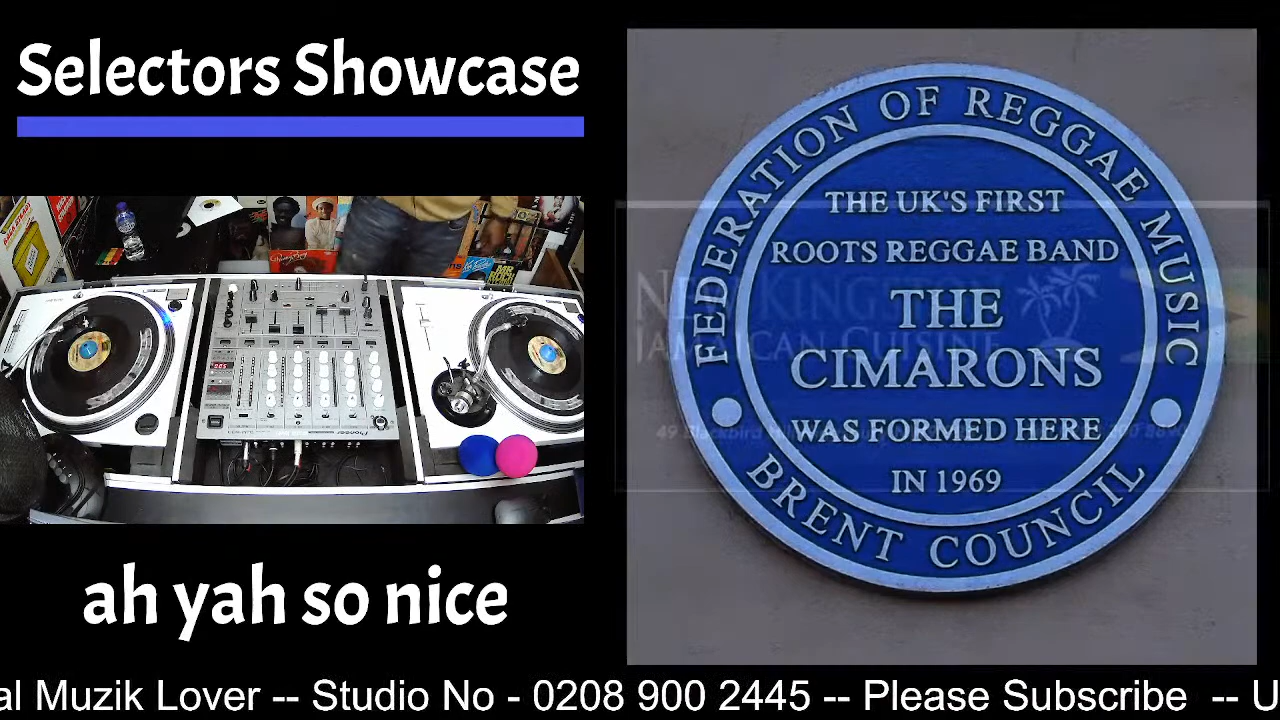 Selectors Showcase
FEDERATION OF REGGAE MUSIC
THE UK'S FIRST
ROOTS REGGAE BAND
THE
CIMARONS
WAS FORMED HERE
IN 1969
BRENT COUNCIL
ah yah so nice
al Muzik Lover -- Studio No - 0208 900 2445 -- Please Subscribe -- U